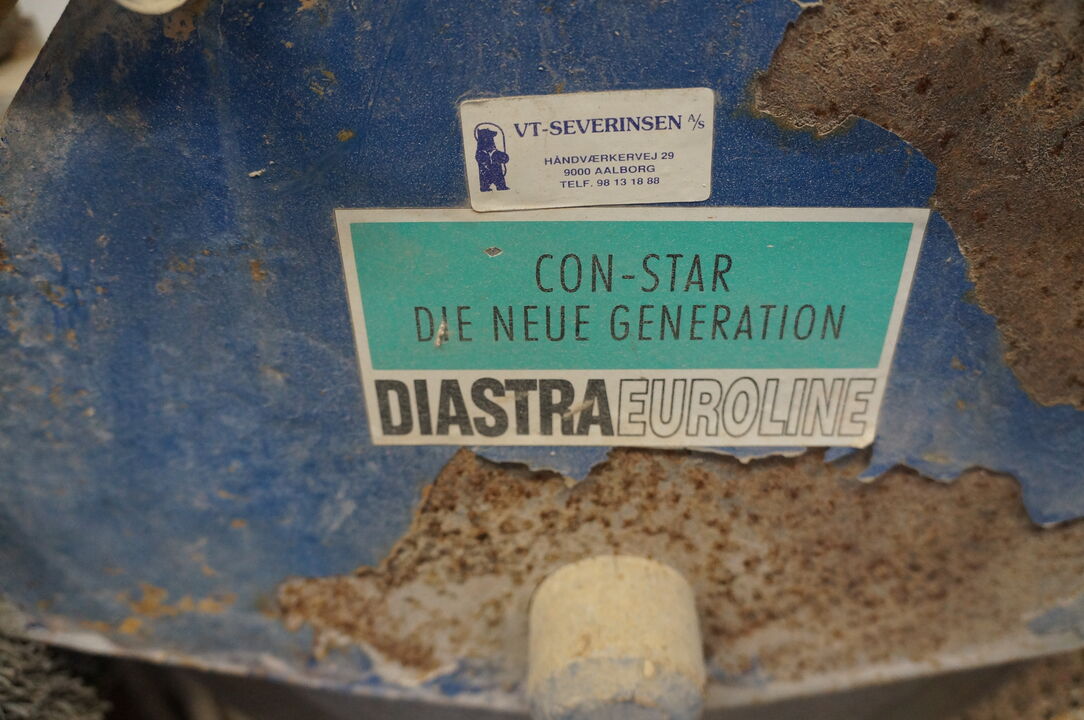 VT-SEVERINSEN A/S
HÅNDVÆRKERVEJ 29
9000 AALBORG
TELF. 98 13 18 88
CON-STAR
DIE NEUE GENERATION
DIASTRAEUROLINE